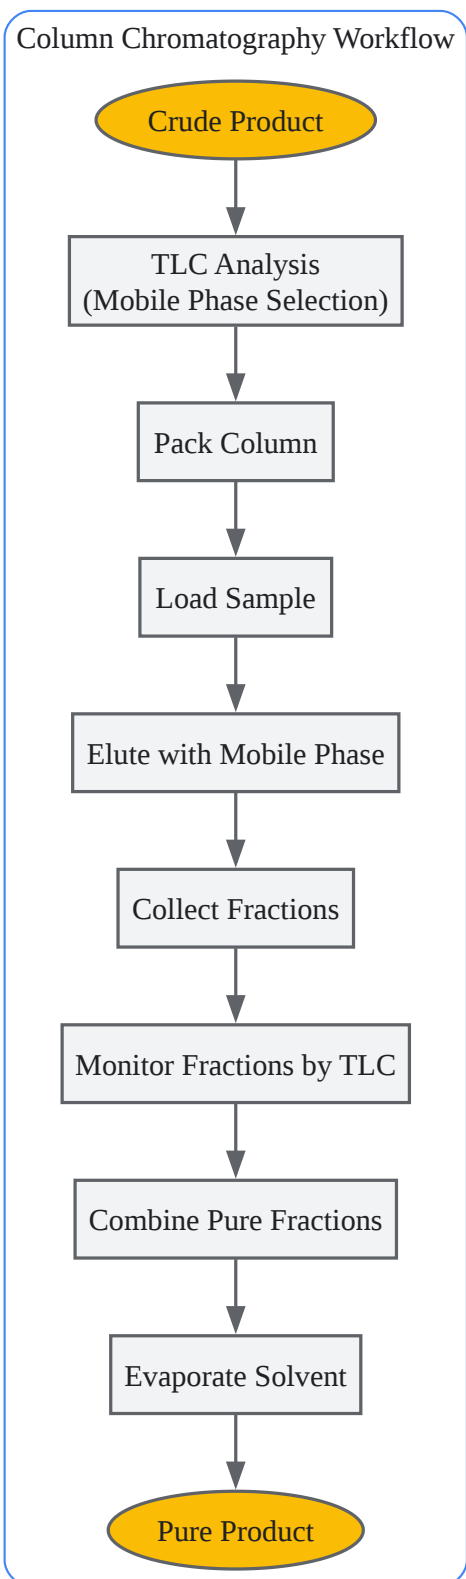 Column Chromatography Workflow
Crude Product
TLC Analysis
(Mobile Phase Selection)
Pack Column
Load Sample
Elute with Mobile Phase
Collect Fractions
Monitor Fractions by TLC
Combine Pure Fractions
Evaporate Solvent
Pure Product